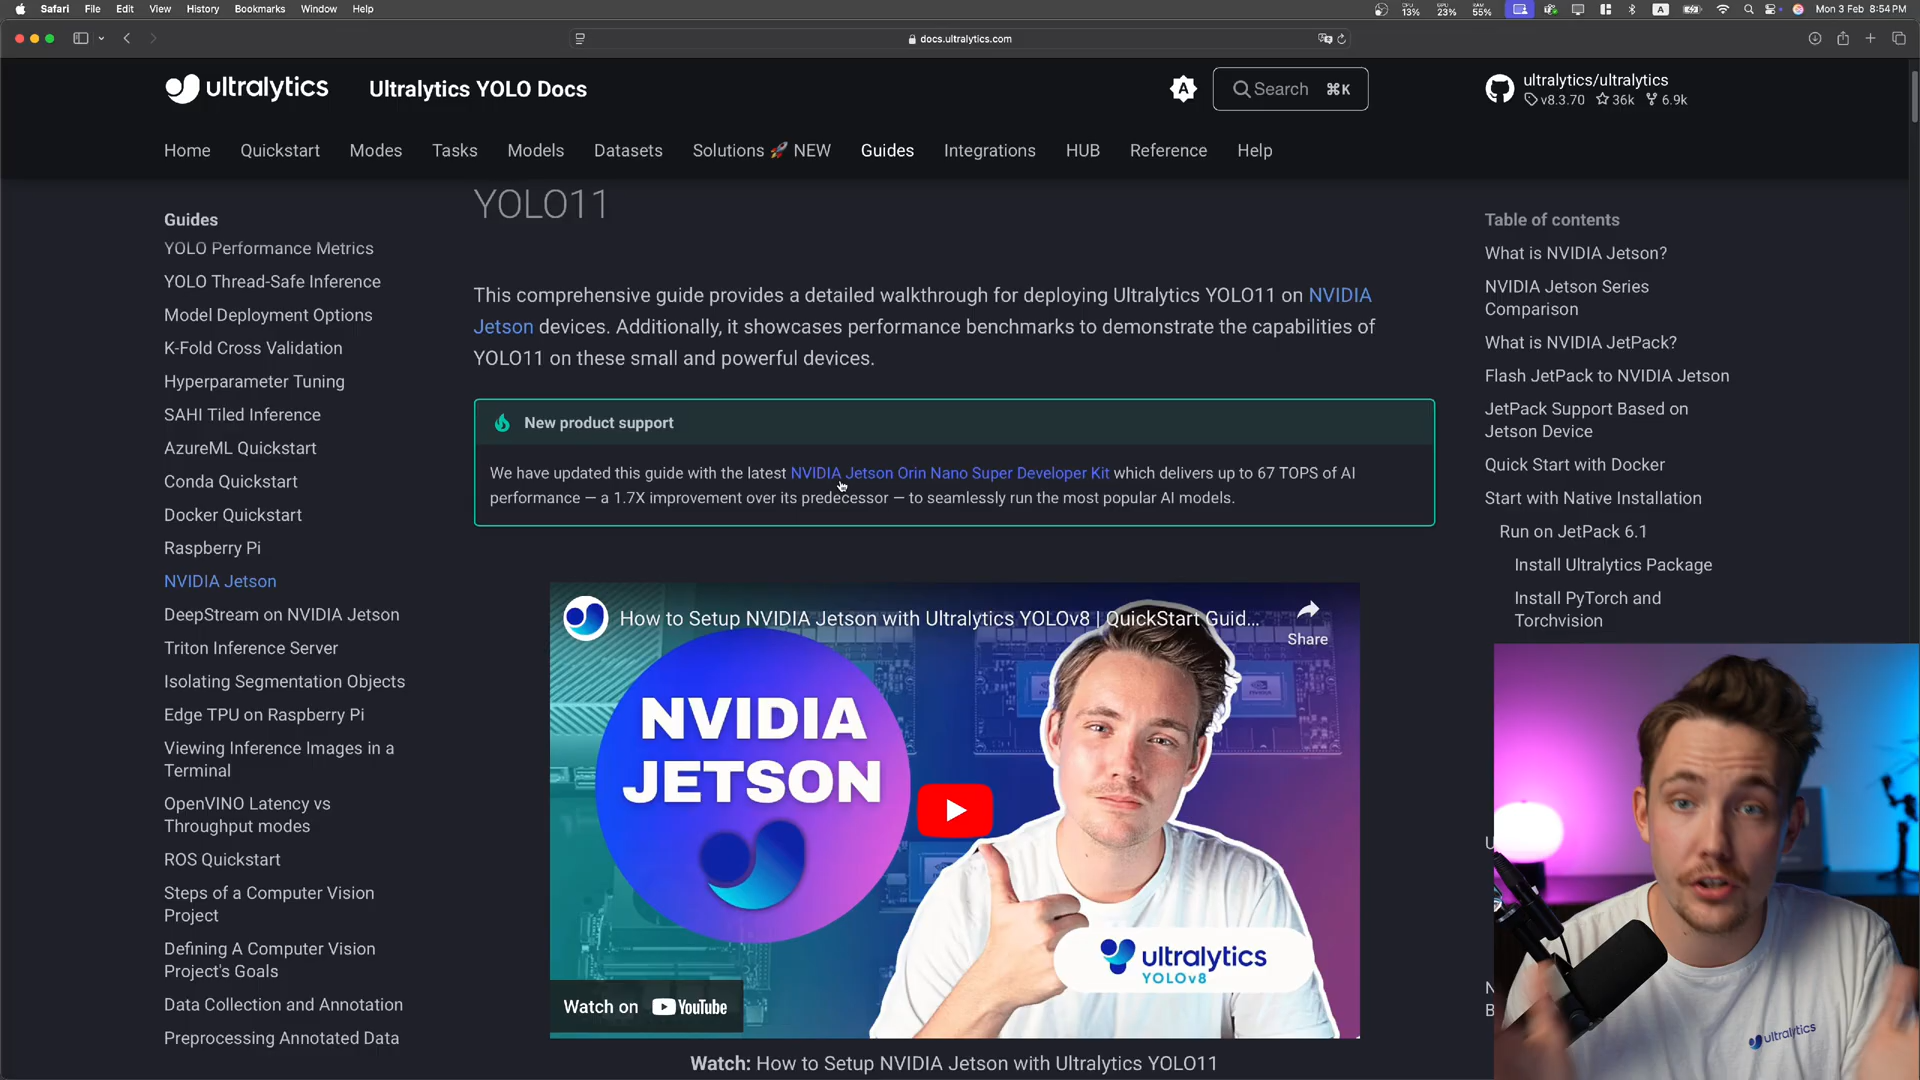 Safari File Edit View History Bookmarks Window Help
CPU 13% GPU 23% RAM 55% A Mon 3 Feb 8:54 PM
docs.ultralytics.com
ultralytics
Ultralytics YOLO Docs
Search ⌘K
ultralytics/ultralytics
v8.3.70 36k 6.9k
Home Quickstart Modes Tasks Models Datasets Solutions 🚀 NEW Guides Integrations HUB Reference Help
Guides
YOLO Performance Metrics
YOLO Thread-Safe Inference
Model Deployment Options
K-Fold Cross Validation
Hyperparameter Tuning
SAHI Tiled Inference
AzureML Quickstart
Conda Quickstart
Docker Quickstart
Raspberry Pi
NVIDIA Jetson
DeepStream on NVIDIA Jetson
Triton Inference Server
Isolating Segmentation Objects
Edge TPU on Raspberry Pi
Viewing Inference Images in a
Terminal
OpenVINO Latency vs
Throughput modes
ROS Quickstart
Steps of a Computer Vision
Project
Defining A Computer Vision
Project's Goals
Data Collection and Annotation
Preprocessing Annotated Data
YOLO11
This comprehensive guide provides a detailed walkthrough for deploying Ultralytics YOLO11 on NVIDIA
Jetson devices. Additionally, it showcases performance benchmarks to demonstrate the capabilities of
YOLO11 on these small and powerful devices.
New product support
We have updated this guide with the latest NVIDIA Jetson Orin Nano Super Developer Kit which delivers up to 67 TOPS of AI
performance — a 1.7X improvement over its predecessor — to seamlessly run the most popular AI models.
How to Setup NVIDIA Jetson with Ultralytics YOLOv8 | QuickStart Guid...
Share
NVIDIA
JETSON
ultralytics
YOLOv8
Watch on YouTube
Watch: How to Setup NVIDIA Jetson with Ultralytics YOLO11
Table of contents
What is NVIDIA Jetson?
NVIDIA Jetson Series
Comparison
What is NVIDIA JetPack?
Flash JetPack to NVIDIA Jetson
JetPack Support Based on
Jetson Device
Quick Start with Docker
Start with Native Installation
Run on JetPack 6.1
Install Ultralytics Package
Install PyTorch and
Torchvision
ultralytics